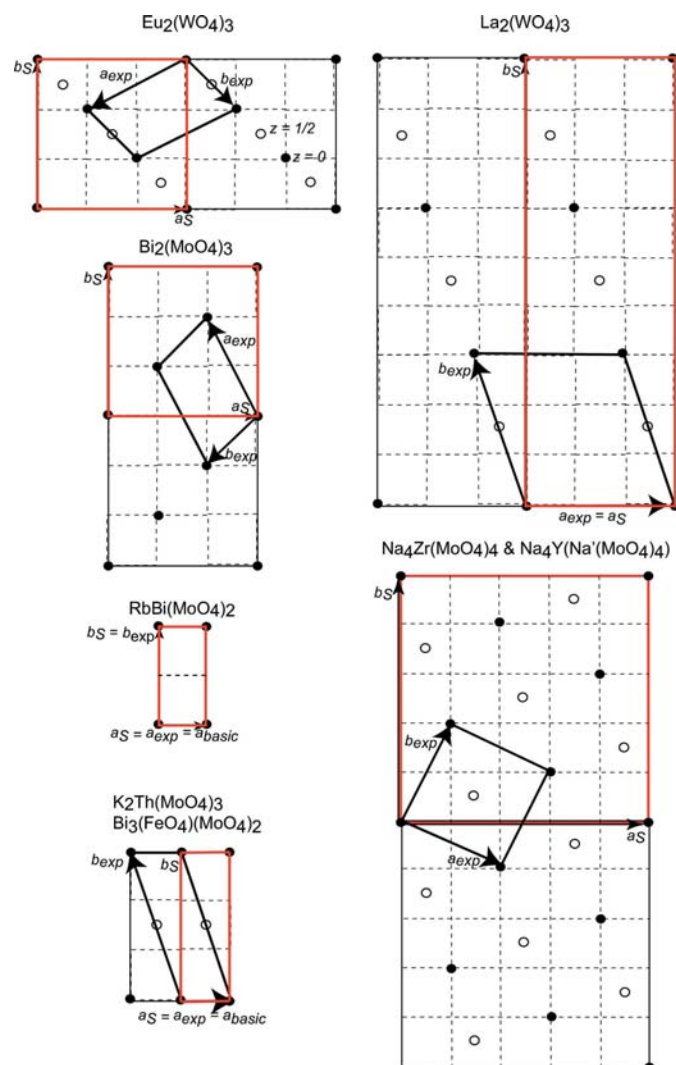 Eu2(WO4)3
bS
aexp
bexp
z = 1/2
z=0
aS
Bi2(MoO4)3
bS
aexp
aS
bexp
RbBi(MoO4)2
bS = bexp
aS = aexp = abasic
K2Th(MoO4)3
Bi3(FeO4)(MoO4)2
bexp
bS
aS = aexp = abasic
La2(WO4)3
bS
bexp
aexp = aS
Na4Zr(MoO4)4 & Na4Y(Na'(MoO4)4)
bS
bexp
aS
aexp